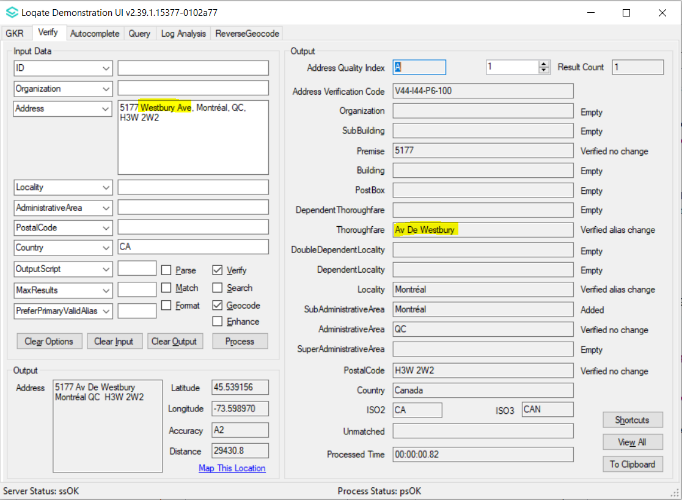 Loqate Demonstration UI v2.39.1.15377-0102a77
GKR Verify Autocomplete Query Log Analysis ReverseGeocode
Input Data
ID
Organization
Address
5177 Westbury Ave, Montréal, QC,
H3W 2W2
Locality
AdministrativeArea
PostalCode
Country CA
OutputScript Parse Verify
MaxResults Match Search
PreferPrimaryValidAlias Format Geocode
Enhance
Clear Options Clear Input Clear Output Process
Output
Address 5177 Av De Westbury
Montréal QC H3W 2W2
Latitude 45.539156
Longitude -73.598970
Accuracy A2
Distance 29430.8
Map This Location
Output
Address Quality Index A 1 Result Count 1
Address Verification Code V44-I44-P6-100
Organization Empty
SubBuilding Empty
Premise 5177 Verified no change
Building Empty
PostBox Empty
DependentThoroughfare Empty
Thoroughfare Av De Westbury Verified alias change
DoubleDependentLocality Empty
DependentLocality Empty
Locality Montréal Verified alias change
SubAdministrativeArea Montréal Added
AdministrativeArea QC Verified no change
SuperAdministrativeArea Empty
PostalCode H3W 2W2 Verified no change
Country Canada
ISO2 CA ISO3 CAN
Unmatched
Processed Time 00:00:00.82
Shortcuts
View All
To Clipboard
Server Status: ssOK Process Status: psOK